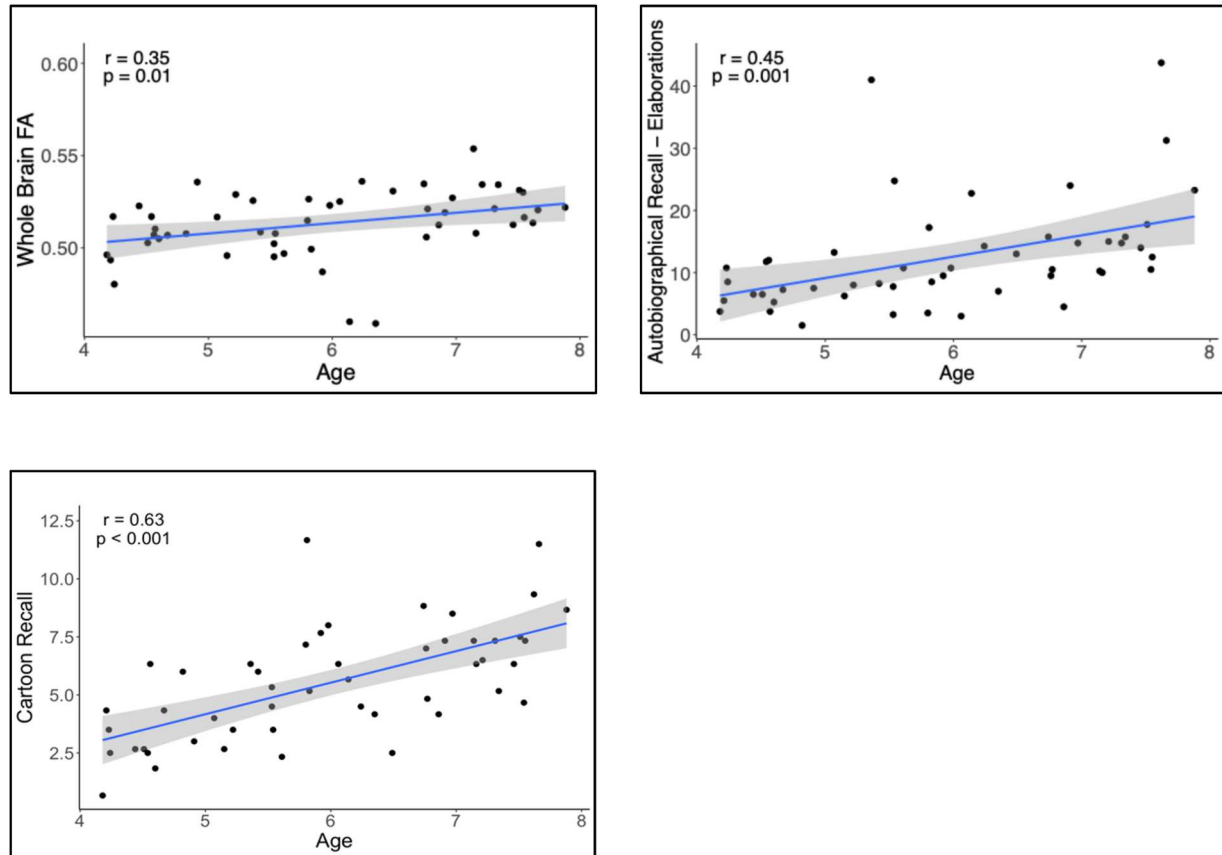 r = 0.35
p = 0.01
Whole Brain FA
0.60
0.55
0.50
4 5 6 7 8
Age
r = 0.45
p = 0.001
Autobiographical Recall – Elaborations
40
30
20
10
0
4 5 6 7 8
Age
r = 0.63
p < 0.001
Cartoon Recall
12.5
10.0
7.5
5.0
2.5
4 5 6 7 8
Age